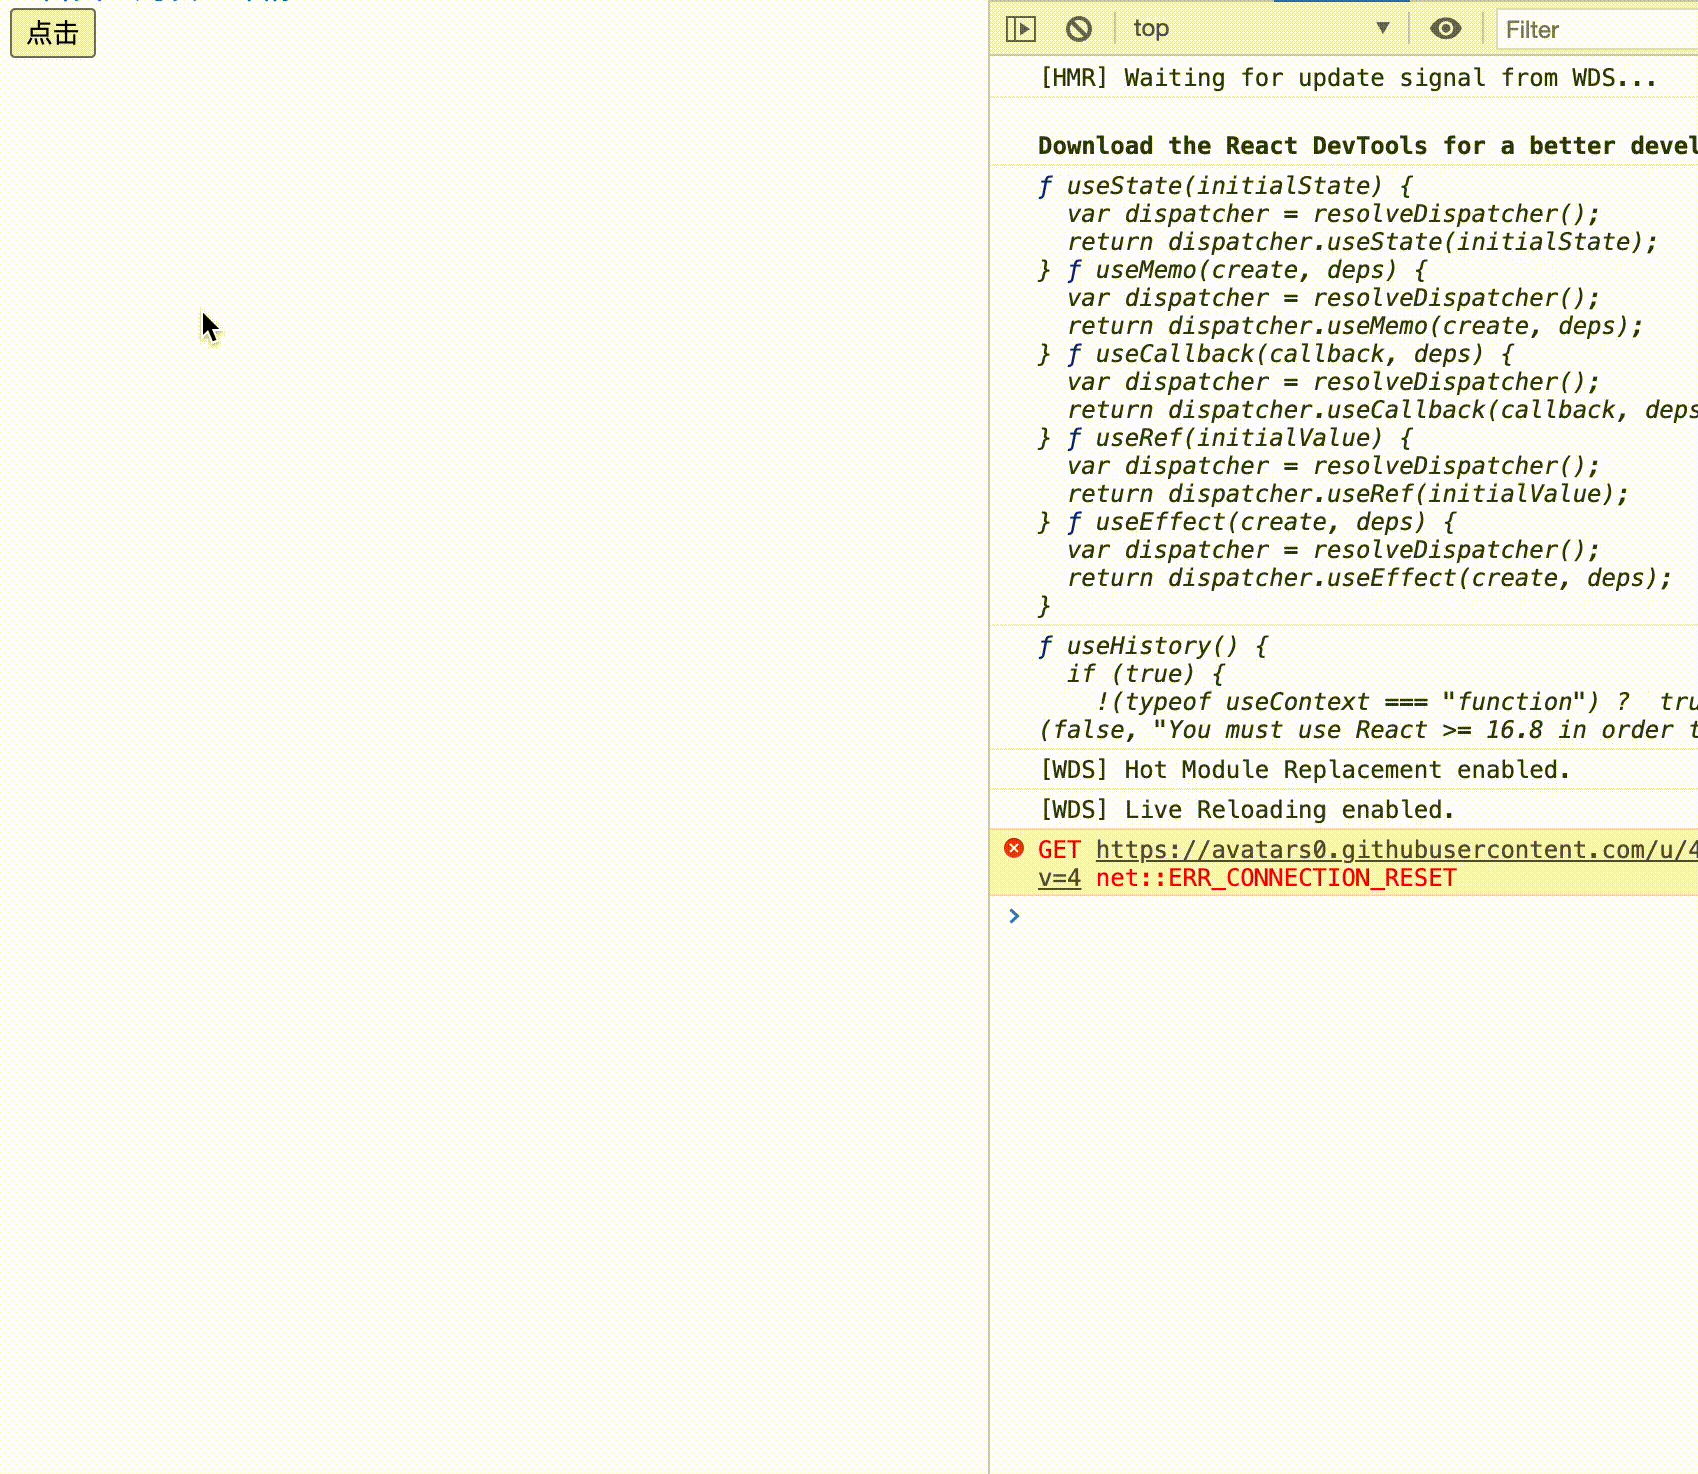 点击
top
Filter
[HMR] Waiting for update signal from WDS...
Download the React DevTools for a better devel
ƒ useState(initialState) {
  var dispatcher = resolveDispatcher();
  return dispatcher.useState(initialState);
} ƒ useMemo(create, deps) {
  var dispatcher = resolveDispatcher();
  return dispatcher.useMemo(create, deps);
} ƒ useCallback(callback, deps) {
  var dispatcher = resolveDispatcher();
  return dispatcher.useCallback(callback, deps
} ƒ useRef(initialValue) {
  var dispatcher = resolveDispatcher();
  return dispatcher.useRef(initialValue);
} ƒ useEffect(create, deps) {
  var dispatcher = resolveDispatcher();
  return dispatcher.useEffect(create, deps);
}
ƒ useHistory() {
  if (true) {
    !(typeof useContext === "function") ?  tru
(false, "You must use React >= 16.8 in order t
[WDS] Hot Module Replacement enabled.
[WDS] Live Reloading enabled.
GET https://avatars0.githubusercontent.com/u/4
v=4 net::ERR_CONNECTION_RESET